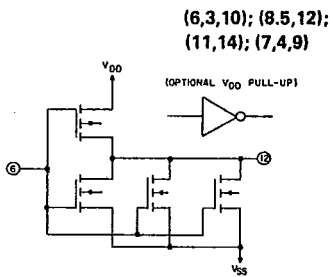 (6,3,10); (8.5,12);
(11,14); (7,4,9)
VDD
(OPTIONAL VDD PULL-UP)
6
12
VSS